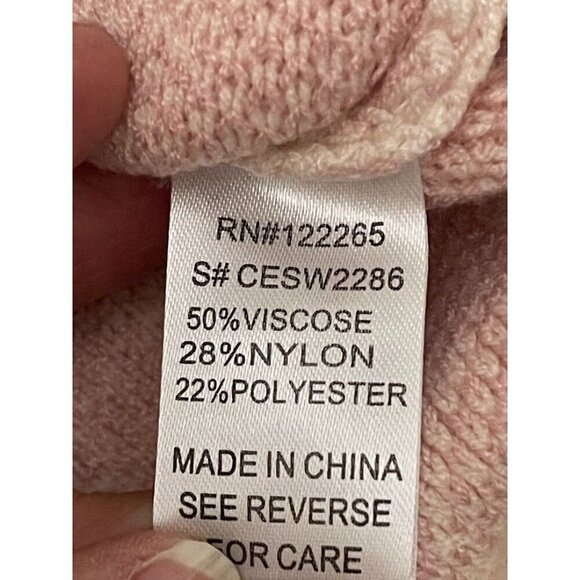 RN#122265
S# CESW2286
50%VISCOSE
28%NYLON
22%POLYESTER
MADE IN CHINA
SEE REVERSE
FOR CARE